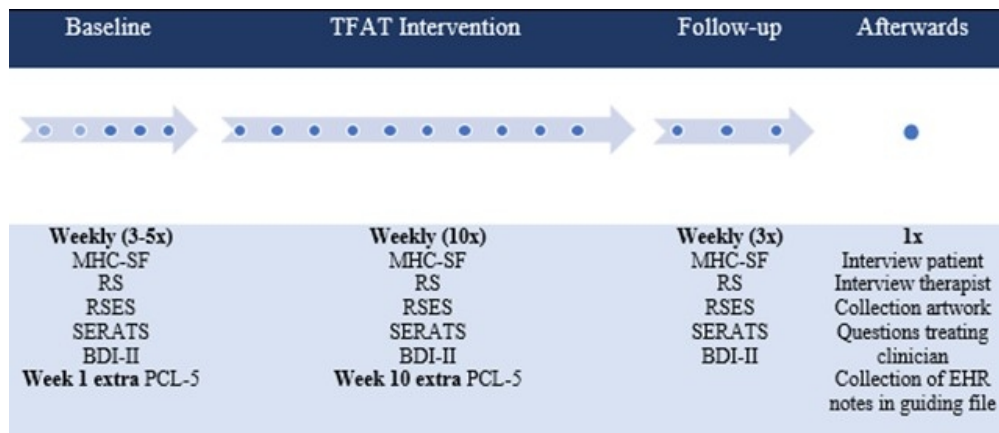 Baseline
TFAT Intervention
Follow-up
Afterwards
Weekly (3-5x)
MHC-SF
RS
RSES
SERATS
BDI-II
Week 1 extra PCL-5
Weekly (10x)
MHC-SF
RS
RSES
SERATS
BDI-II
Week 10 extra PCL-5
Weekly (3x)
MHC-SF
RS
RSES
SERATS
BDI-II
1x
Interview patient
Interview therapist
Collection artwork
Questions treating
clinician
Collection of EHR
notes in guiding file